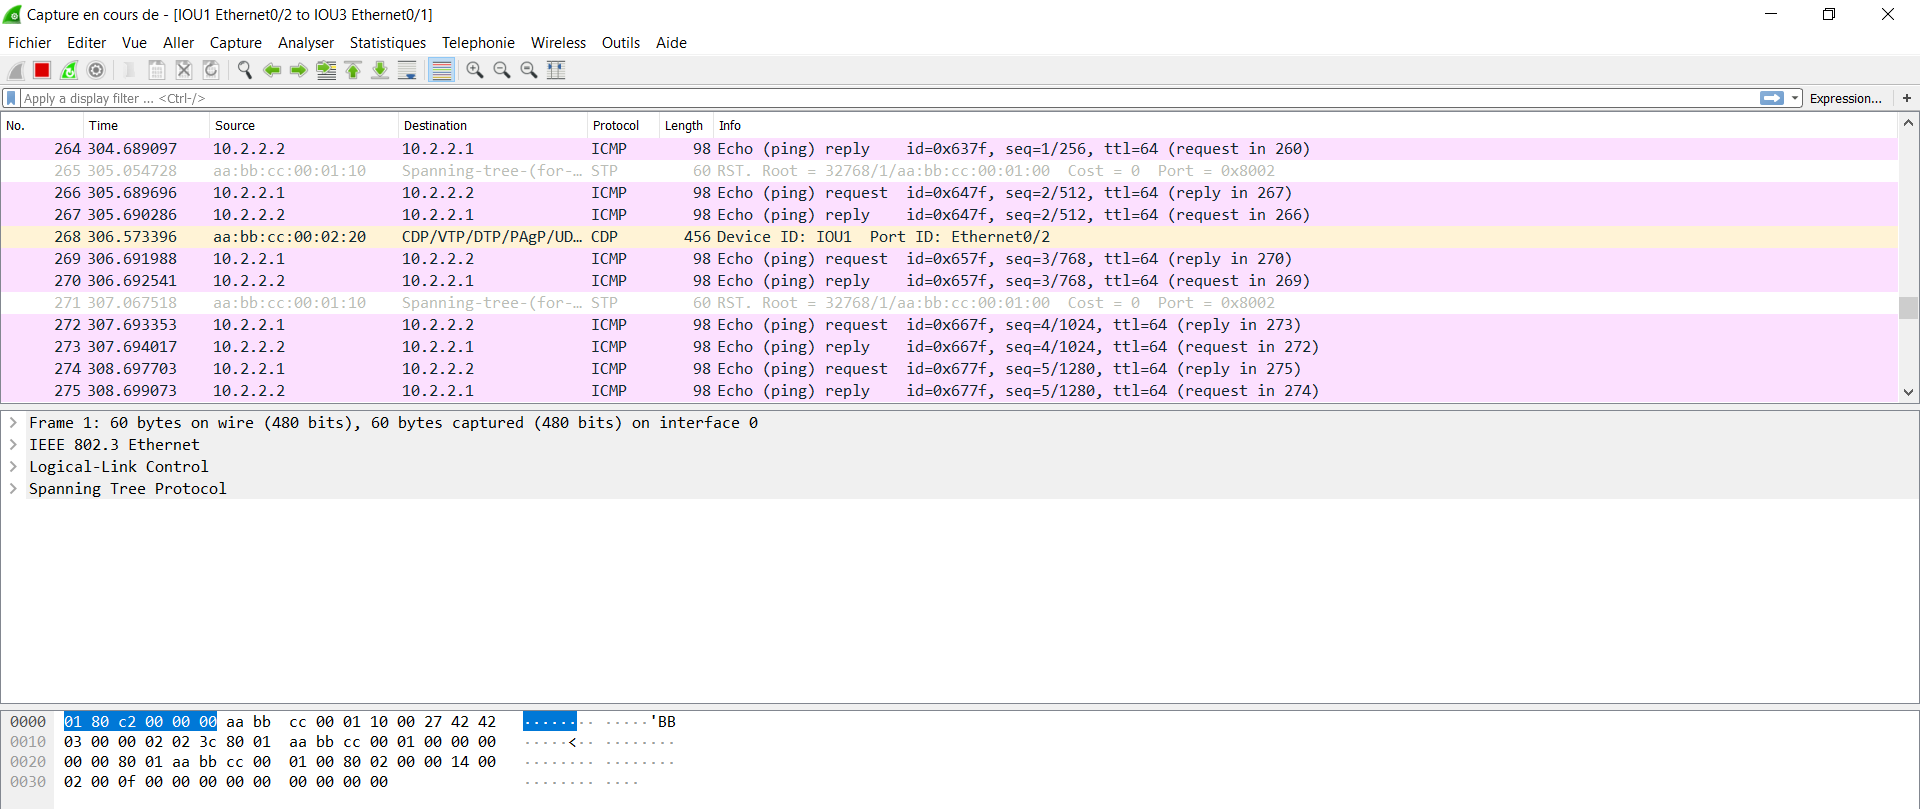 Capture en cours de - [IOU1 Ethernet0/2 to IOU3 Ethernet0/1]
Fichier Editer Vue Aller Capture Analyser Statistiques Telephonie Wireless Outils Aide
Apply a display filter ... <Ctrl-/> Expression... +
No. Time Source Destination Protocol Length Info
264 304.689097 10.2.2.2 10.2.2.1 ICMP 98 Echo (ping) reply id=0x637f, seq=1/256, ttl=64 (request in 260)
265 305.054728 aa:bb:cc:00:01:10 Spanning-tree-(for-… STP 60 RST. Root = 32768/1/aa:bb:cc:00:01:00 Cost = 0 Port = 0x8002
266 305.689696 10.2.2.1 10.2.2.2 ICMP 98 Echo (ping) request id=0x647f, seq=2/512, ttl=64 (reply in 267)
267 305.690286 10.2.2.2 10.2.2.1 ICMP 98 Echo (ping) reply id=0x647f, seq=2/512, ttl=64 (request in 266)
268 306.573396 aa:bb:cc:00:02:20 CDP/VTP/DTP/PAgP/UD… CDP 456 Device ID: IOU1 Port ID: Ethernet0/2
269 306.691988 10.2.2.1 10.2.2.2 ICMP 98 Echo (ping) request id=0x657f, seq=3/768, ttl=64 (reply in 270)
270 306.692541 10.2.2.2 10.2.2.1 ICMP 98 Echo (ping) reply id=0x657f, seq=3/768, ttl=64 (request in 269)
271 307.067518 aa:bb:cc:00:01:10 Spanning-tree-(for-… STP 60 RST. Root = 32768/1/aa:bb:cc:00:01:00 Cost = 0 Port = 0x8002
272 307.693353 10.2.2.1 10.2.2.2 ICMP 98 Echo (ping) request id=0x667f, seq=4/1024, ttl=64 (reply in 273)
273 307.694017 10.2.2.2 10.2.2.1 ICMP 98 Echo (ping) reply id=0x667f, seq=4/1024, ttl=64 (request in 272)
274 308.697703 10.2.2.1 10.2.2.2 ICMP 98 Echo (ping) request id=0x677f, seq=5/1280, ttl=64 (reply in 275)
275 308.699073 10.2.2.2 10.2.2.1 ICMP 98 Echo (ping) reply id=0x677f, seq=5/1280, ttl=64 (request in 274)
Frame 1: 60 bytes on wire (480 bits), 60 bytes captured (480 bits) on interface 0
IEEE 802.3 Ethernet
Logical-Link Control
Spanning Tree Protocol
0000 01 80 c2 00 00 00 aa bb cc 00 01 10 00 27 42 42 ········ ·····'BB
0010 03 00 00 02 02 3c 80 01 aa bb cc 00 01 00 00 00 ·····<·· ········
0020 00 00 80 01 aa bb cc 00 01 00 80 02 00 00 14 00 ········ ········
0030 02 00 0f 00 00 00 00 00 00 00 00 00 ········ ····